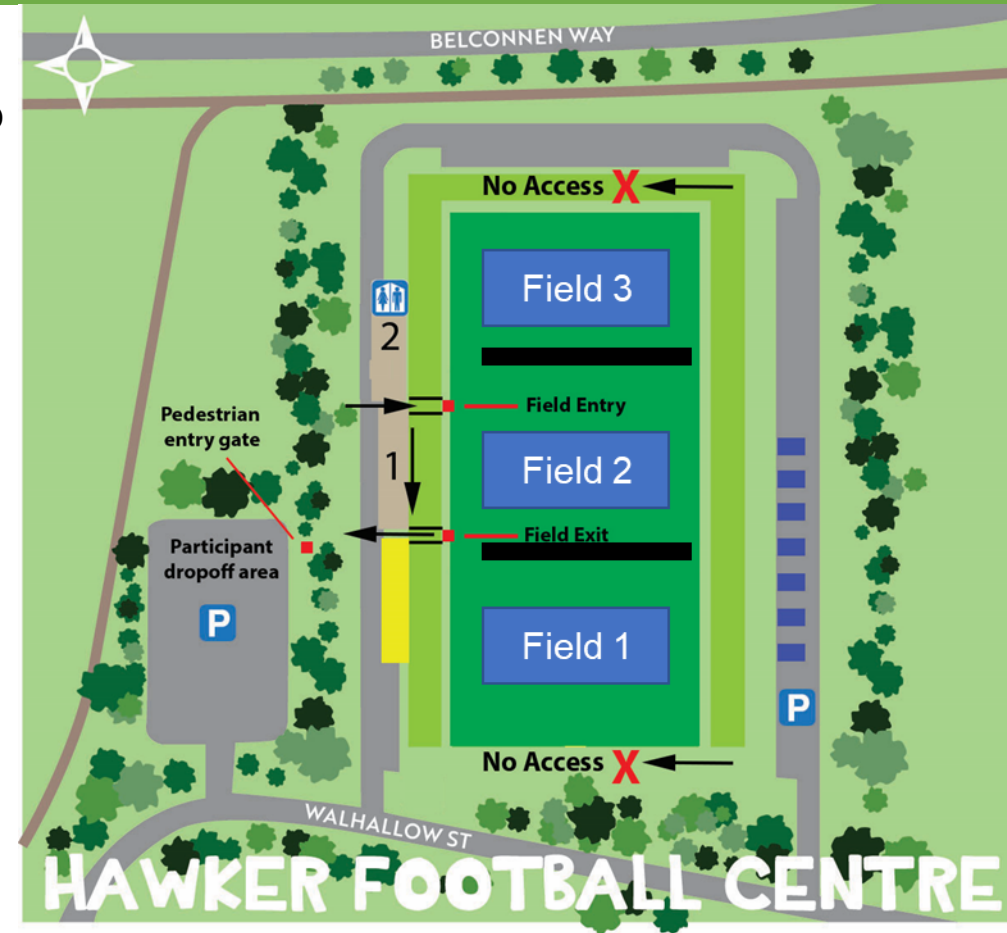 BELCONNEN WAY
No Access X
Field 3
2
Field Entry
Pedestrian
entry gate
1
Field 2
Field Exit
Participant
dropoff area
P
Field 1
P
No Access X
WALHALLOW ST
HAWKER FOOTBALL CENTRE